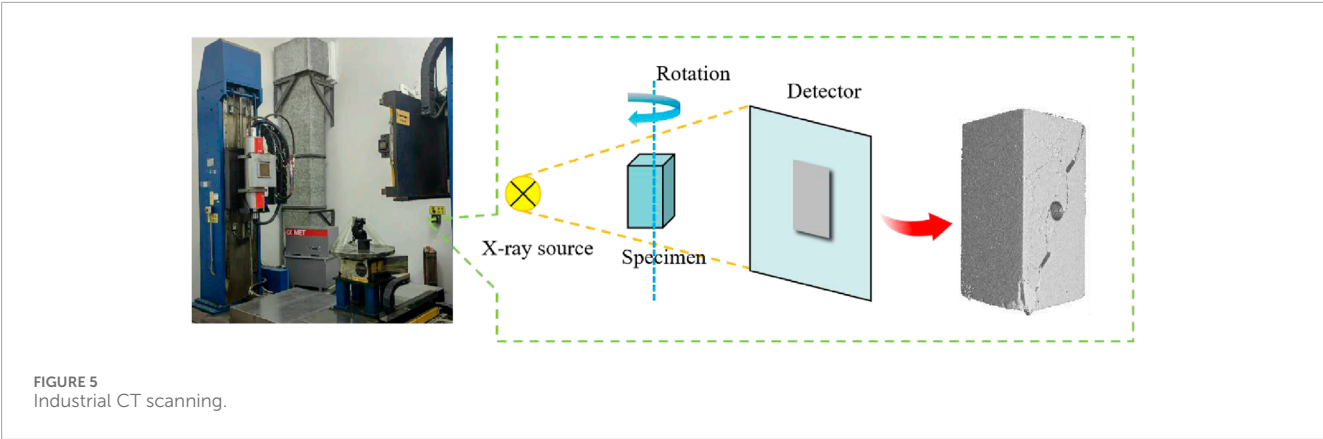 Rotation
Detector
X-ray source
Specimen
FIGURE 5
Industrial CT scanning.